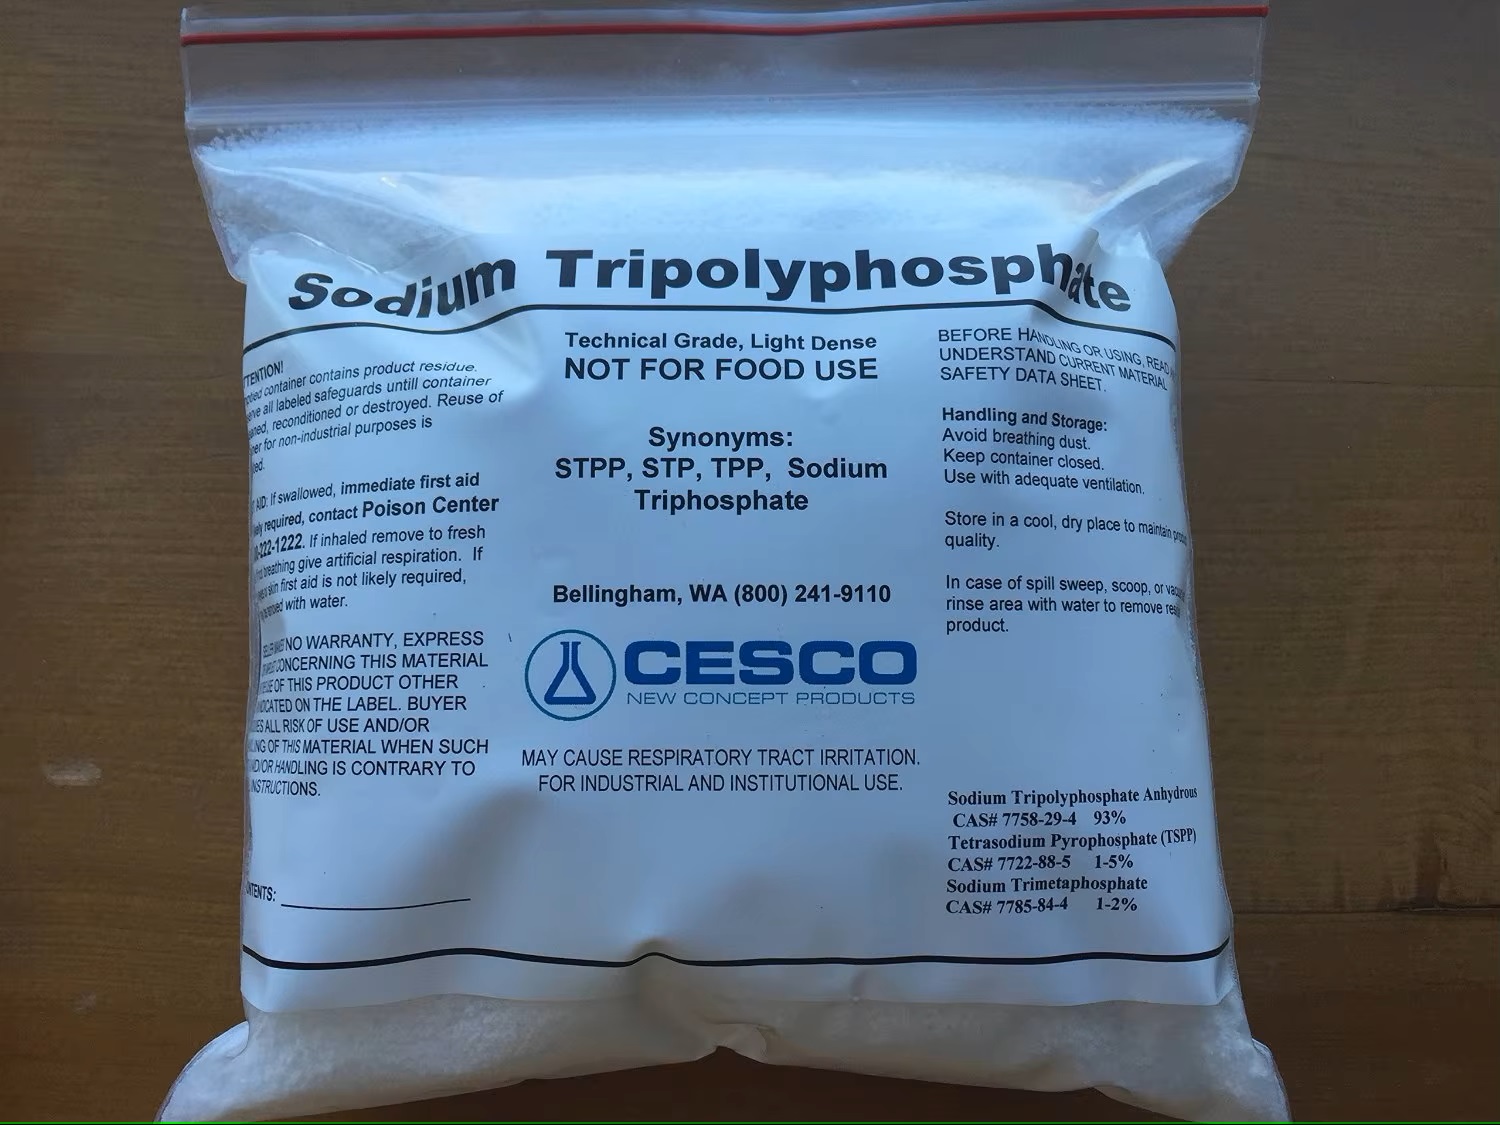 Sodium Tripolyphosphate
TTENTION!
container contains product residue.
all labeled safeguards untill container
reconditioned or destroyed. Reuse of
for non-industrial purposes is
AID: If swallowed, immediate first aid
required, contact Poison Center
222-1222. If inhaled remove to fresh
breathing give artificial respiration. If
skin first aid is not likely required,
with water.
NO WARRANTY, EXPRESS
CONCERNING THIS MATERIAL
OF THIS PRODUCT OTHER
ON THE LABEL. BUYER
ALL RISK OF USE AND/OR
OF THIS MATERIAL WHEN SUCH
HANDLING IS CONTRARY TO
NTENTS:
Technical Grade, Light Dense
NOT FOR FOOD USE
Synonyms:
STPP, STP, TPP, Sodium
Triphosphate
Bellingham, WA (800) 241-9110
CESCO
NEW CONCEPT PRODUCTS
MAY CAUSE RESPIRATORY TRACT IRRITATION.
FOR INDUSTRIAL AND INSTITUTIONAL USE.
BEFORE HANDLING OR USING, READ
UNDERSTAND CURRENT MATERIAL
SAFETY DATA SHEET.
Handling and Storage:
Avoid breathing dust.
Keep container closed.
Use with adequate ventilation.
Store in a cool, dry place to maintain
quality.
In case of spill sweep, scoop, or
rinse area with water to remove
product.
Sodium Tripolyphosphate Anhydrous
CAS# 7758-29-4 93%
Tetrasodium Pyrophosphate (TSPP)
CAS# 7722-88-5 1-5%
Sodium Trimetaphosphate
CAS# 7785-84-4 1-2%